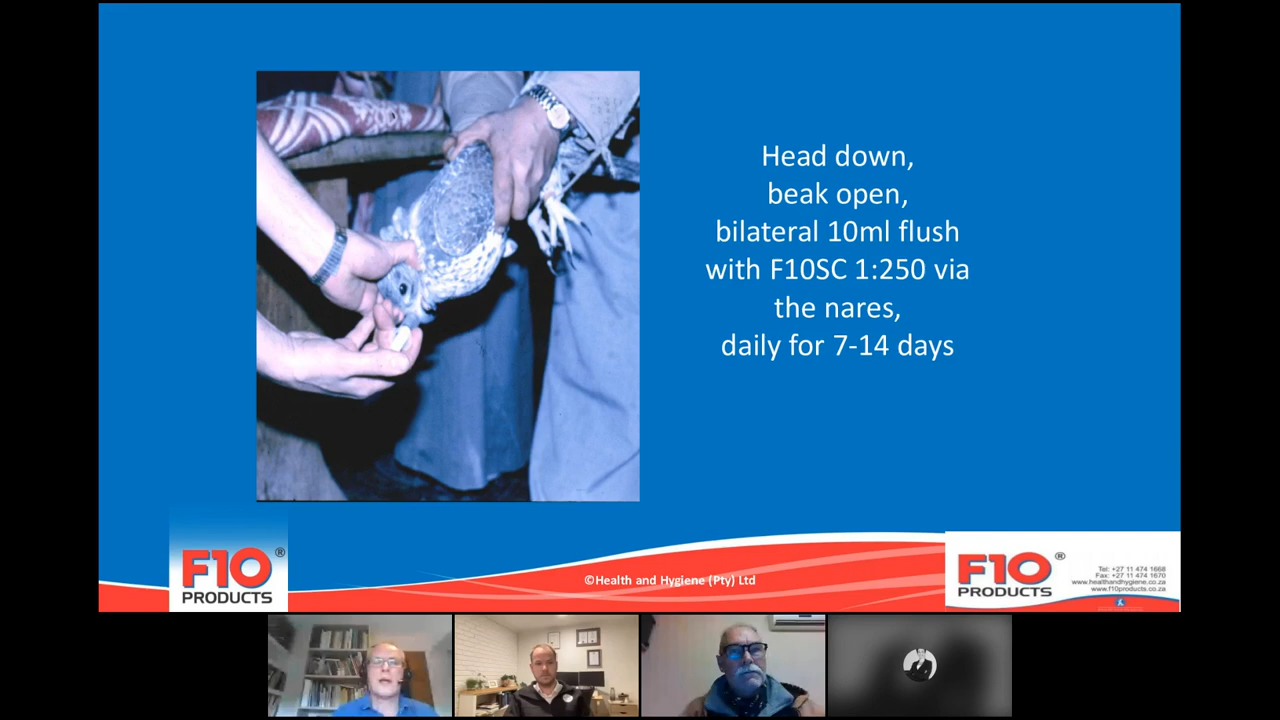 Head down,
beak open,
bilateral 10ml flush
with F10SC 1:250 via
the nares,
daily for 7-14 days
F10®
PRODUCTS
©Health and Hygiene (Pty) Ltd
F10®
PRODUCTS
Tel: +27 11 474 1668
Fax: +27 11 474 1670
www.healthandhygiene.co.za
www.f10products.co.za